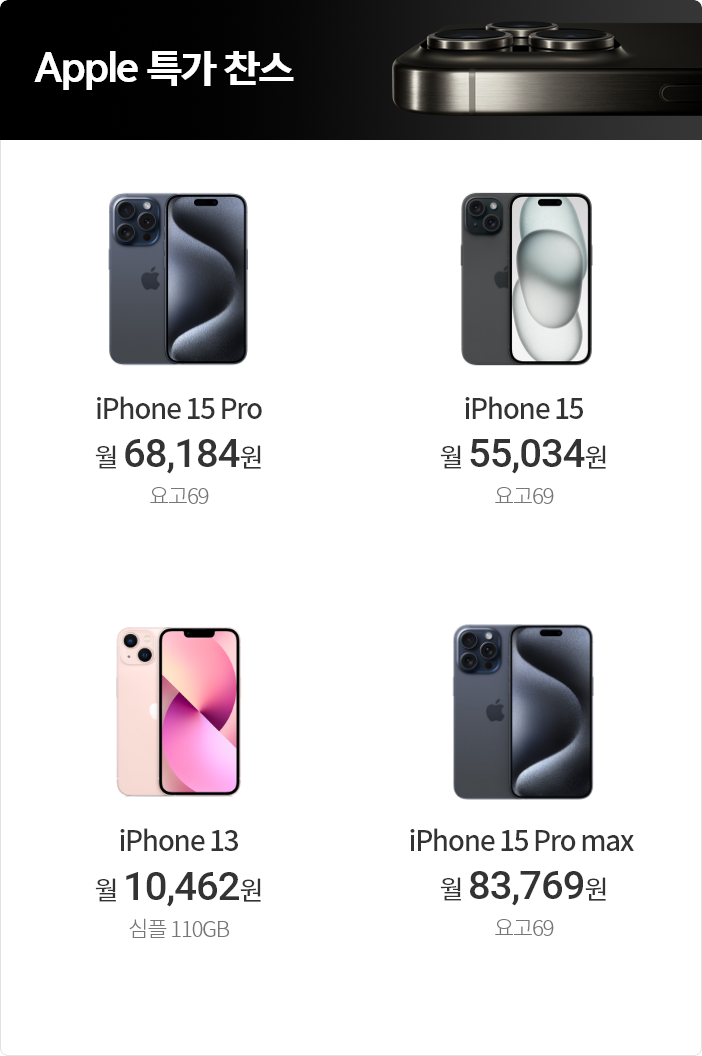 Apple 특가 찬스
iPhone 15 Pro
월 68,184원
요고69
iPhone 15
월 55,034원
요고69
iPhone 13
월 10,462원
심플 110GB
iPhone 15 Pro max
월 83,769원
요고69